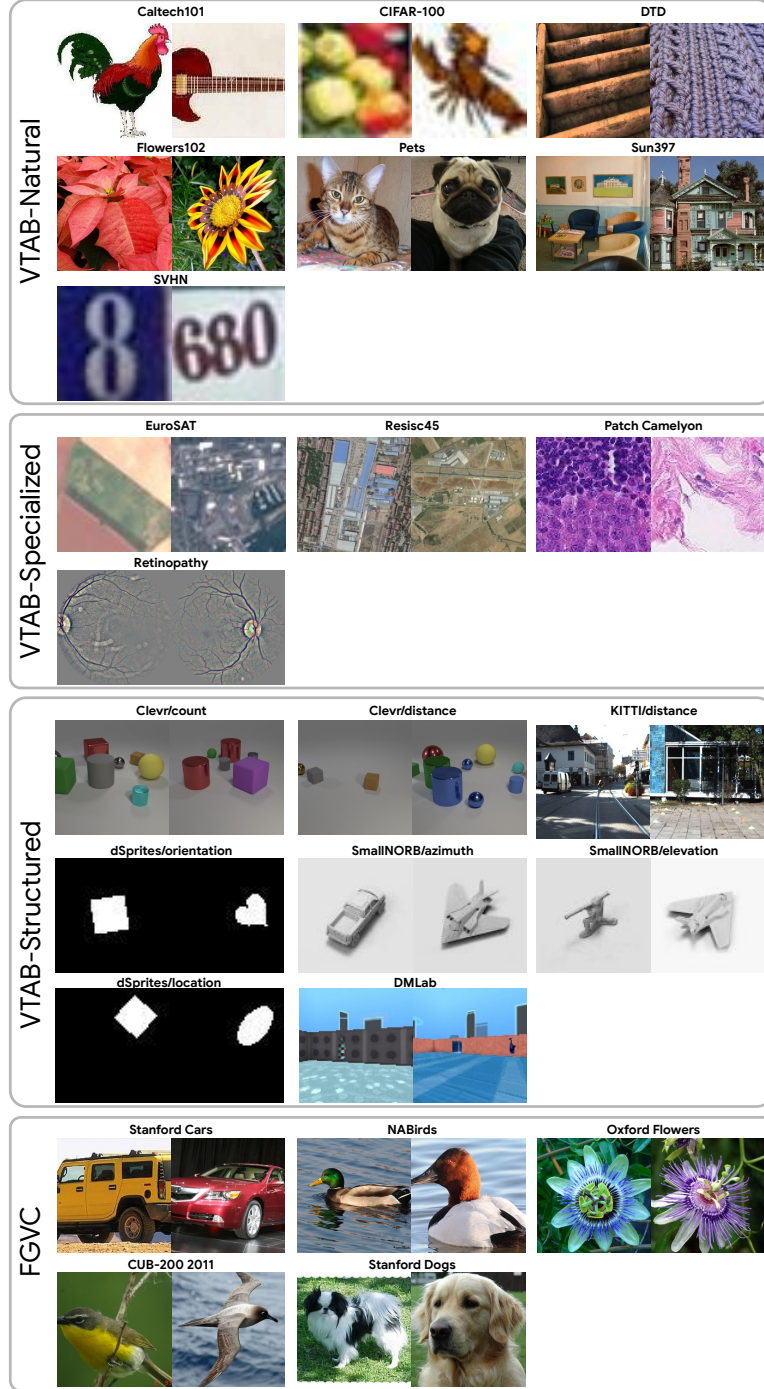 VTAB-Natural
Caltech101
CIFAR-100
DTD
Flowers102
Pets
Sun397
SVHN
8
680
VTAB-Specialized
EuroSAT
Resisc45
Patch Camelyon
Retinopathy
VTAB-Structured
Clevr/count
Clevr/distance
KITTI/distance
dSprites/orientation
SmallNORB/azimuth
SmallNORB/elevation
dSprites/location
DMLab
FGVC
Stanford Cars
NABirds
Oxford Flowers
CUB-200 2011
Stanford Dogs